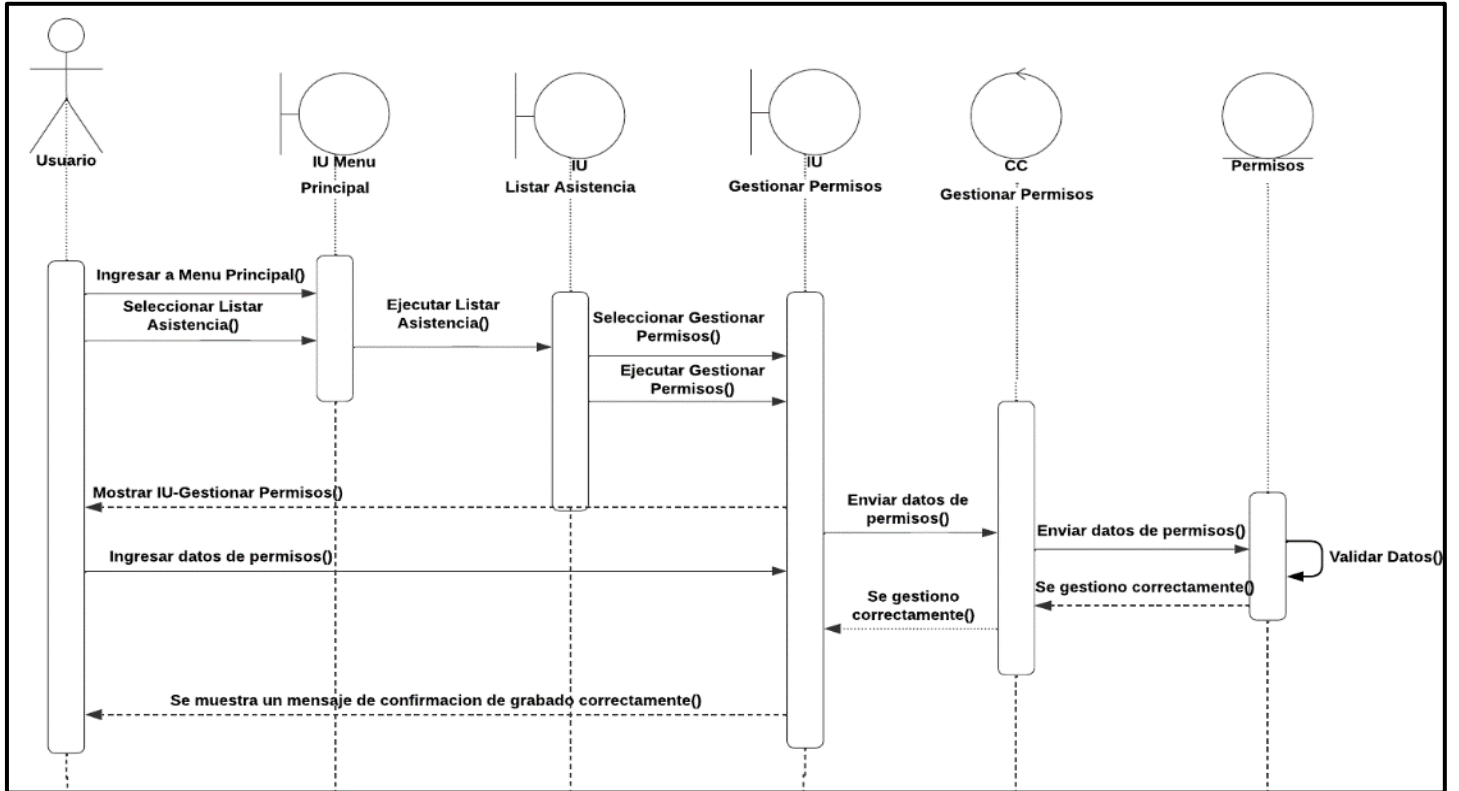 Usuario
IU Menu
Principal
IU
Listar Asistencia
IU
Gestionar Permisos
CC
Gestionar Permisos
Permisos
Ingresar a Menu Principal()
Seleccionar Listar
Asistencia()
Ejecutar Listar
Asistencia()
Seleccionar Gestionar
Permisos()
Ejecutar Gestionar
Permisos()
Mostrar IU-Gestionar Permisos()
Enviar datos de
permisos()
Enviar datos de permisos()
Ingresar datos de permisos()
Validar Datos()
Se gestiono correctamente()
Se gestiono
correctamente()
Se muestra un mensaje de confirmacion de grabado correctamente()